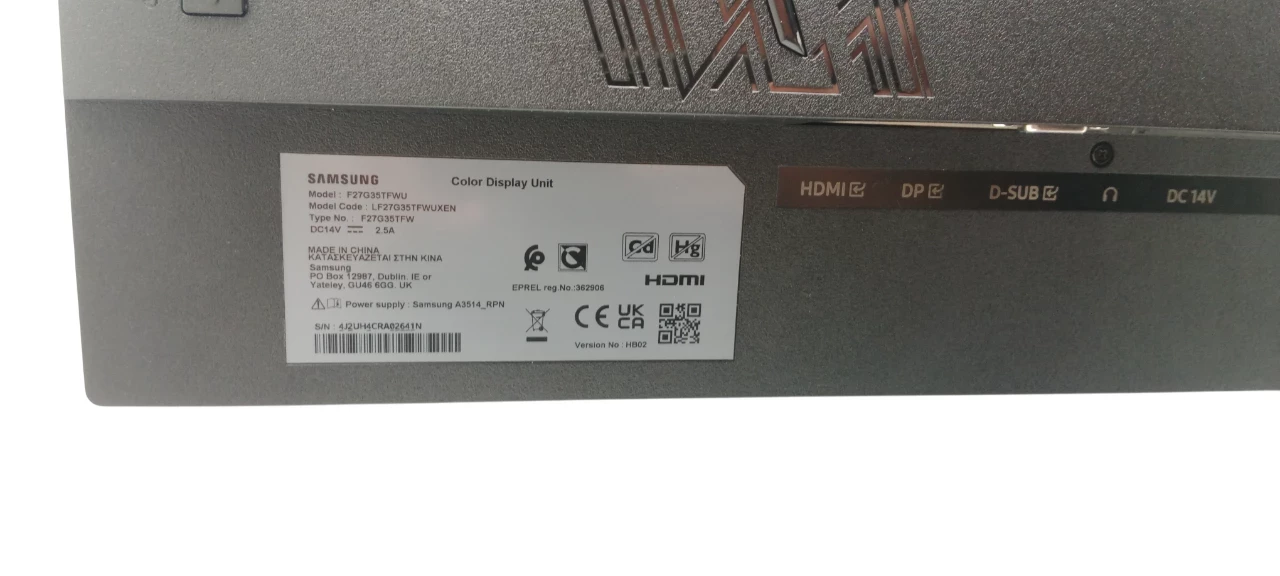 SAMSUNG
Color Display Unit
Model : F27G35TFWU
Model Code : LF27G35TFWUXEN
Type No. : F27G35TFW
DC14V 2.5A
MADE IN CHINA
ΚΑΤΑΣΚΕΥΑΖΕΤΑΙ ΣΤΗΝ ΚΙΝΑ
Samsung
PO Box 12987, Dublin. IE or
Yateley, GU46 6GG. UK
Cd
Hg
HDMI
EPREL reg.No.:362906
Power supply : Samsung A3514_RPN
S/N : 4J2UH4CRA02641N
CE
UK
CA
Version No : HB02
HDMI
DP
D-SUB
DC 14V